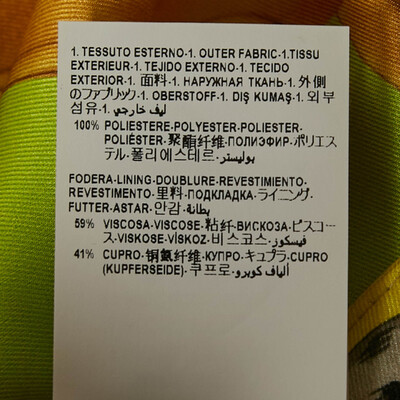 1. TESSUTO ESTERNO-1. OUTER FABRIC-1.TISSU
EXTERIEUR-1. TEJIDO EXTERNO-1. TECIDO
EXTERIOR-1. 面料-1. НАРУЖНАЯ ТКАНЬ-1. 外側
のファブリック-1. OBERSTOFF-1. DIŞ KUMAŞ-1. 외부
섬유-1. ليف خارجي
100% POLIESTERE-POLYESTER-POLIESTER-
POLIÉSTER-聚酯纤维-ПОЛИЭФИР-ポリエス
テル-폴리에스테르-بوليستر
FODERA-LINING-DOUBLURE-REVESTIMIENTO-
REVESTIMENTO-里料-ПОДКЛАДКА-ライニング-
FUTTER-ASTAR-안감-بطانة
59% VISCOSA-VISCOSE-粘纤-ВИСКОЗА-ビスコー
ス-VISKOSE-VİSKOZ-비스코스-فيسكوز
41% CUPRO-铜氨纤维-КУПРО-キュプラ-CUPRO
(KUPFERSEIDE)-쿠프로-ألياف كوبرو